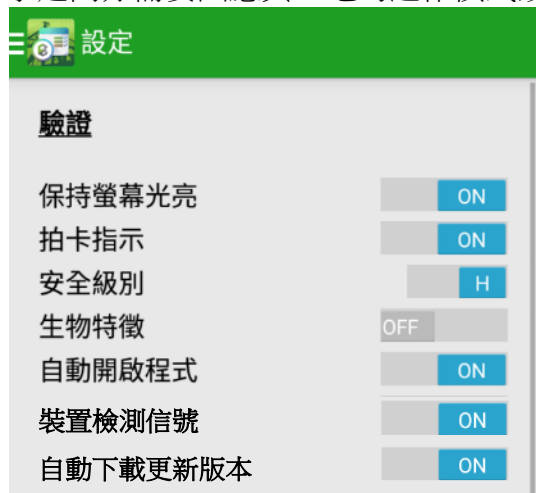 設定
驗證
保持螢幕光亮 ON
拍卡指示 ON
安全級別 H
生物特徵 OFF
自動開啟程式 ON
裝置檢測信號 ON
自動下載更新版本 ON